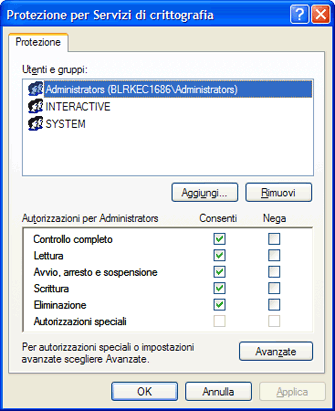 Protezione per Servizi di crittografia
Protezione
Utenti e gruppi:
Administrators (BLRKEC1686\Administrators)
INTERACTIVE
SYSTEM
Aggiungi...
Rimuovi
Autorizzazioni per Administrators Consenti Nega
Controllo completo
Lettura
Avvio, arresto e sospensione
Scrittura
Eliminazione
Autorizzazioni speciali
Per autorizzazioni speciali o impostazioni
avanzate scegliere Avanzate.
Avanzate
OK
Annulla
Applica